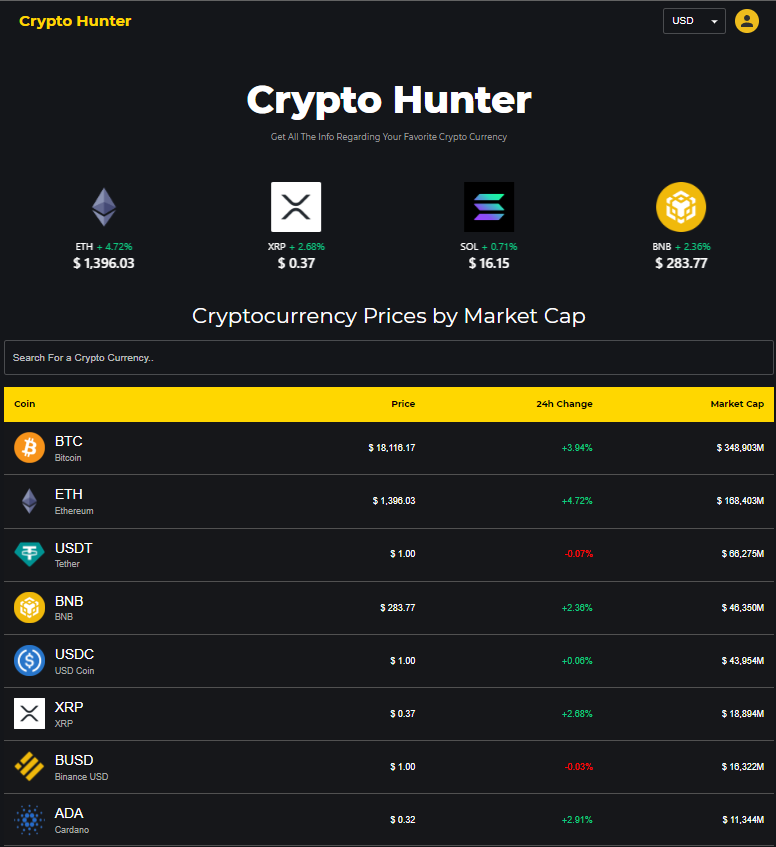 Crypto Hunter
USD
Crypto Hunter
Get All The Info Regarding Your Favorite Crypto Currency
ETH + 4.72%
$ 1,396.03
XRP + 2.68%
$ 0.37
SOL + 0.71%
$ 16.15
BNB + 2.36%
$ 283.77
Cryptocurrency Prices by Market Cap
Search For a Crypto Currency..
Coin Price 24h Change Market Cap
BTC
Bitcoin
$ 18,116.17 +3.94% $ 348,903M
ETH
Ethereum
$ 1,396.03 +4.72% $ 168,403M
USDT
Tether
$ 1.00 -0.07% $ 66,275M
BNB
BNB
$ 283.77 +2.36% $ 46,350M
USDC
USD Coin
$ 1.00 +0.06% $ 43,954M
XRP
XRP
$ 0.37 +2.68% $ 18,894M
BUSD
Binance USD
$ 1.00 -0.03% $ 16,322M
ADA
Cardano
$ 0.32 +2.91% $ 11,344M